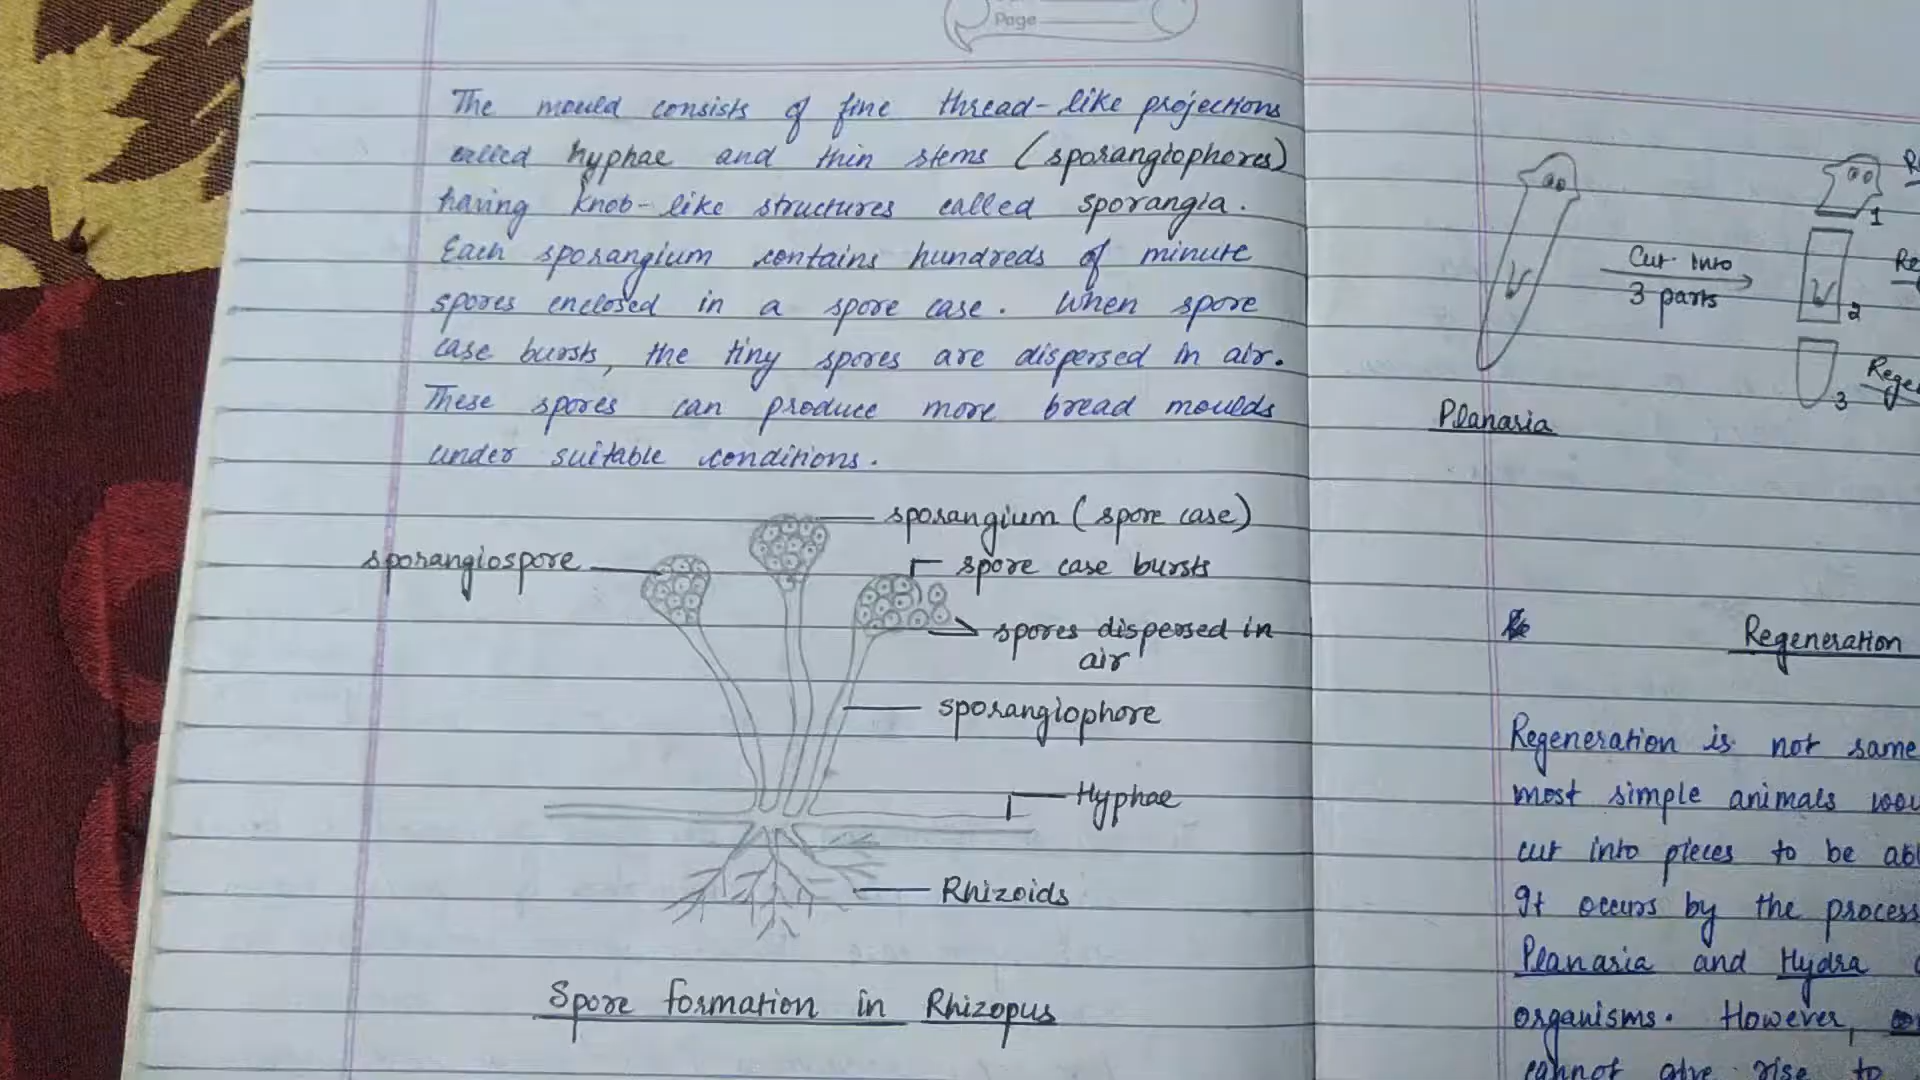 Page
The mould consists of fine thread-like projections
called hyphae and thin stems (sporangiophores)
having knob-like structures called sporangia.
Each sporangium contains hundreds of minute
spores enclosed in a spore case. When spore
case bursts, the tiny spores are dispersed in air.
These spores can produce more bread moulds
under suitable conditions.
sporangium (spore case)
sporangiospore
spore case bursts
spores dispersed in
air
sporangiophore
Hyphae
Rhizoids
Spore formation in Rhizopus
1
Cut into
3 parts
2
3
Planaria
Regeneration
Regeneration is not same
most simple animals
cut into pieces to be
It occurs by the process
Planaria and Hydra
organisms. However,
cannot give rise to